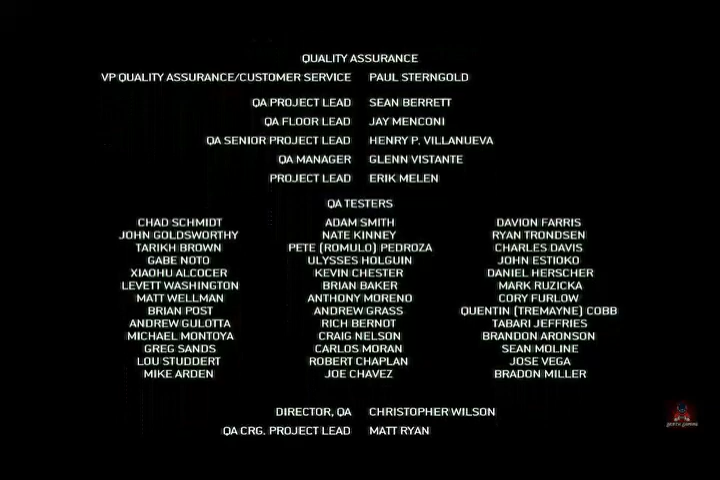 QUALITY ASSURANCE
VP QUALITY ASSURANCE/CUSTOMER SERVICE PAUL STERNGOLD
QA PROJECT LEAD SEAN BERRETT
QA FLOOR LEAD JAY MENCONI
QA SENIOR PROJECT LEAD HENRY P. VILLANUEVA
QA MANAGER GLENN VISTANTE
PROJECT LEAD ERIK MELEN
QA TESTERS
CHAD SCHMIDT ADAM SMITH DAVION FARRIS
JOHN GOLDSWORTHY NATE KINNEY RYAN TRONDSEN
TARIKH BROWN PETE (ROMULO) PEDROZA CHARLES DAVIS
GABE NOTO ULYSSES HOLGUIN JOHN ESTIOKO
XIAOHU ALCOCER KEVIN CHESTER DANIEL HERSCHER
LEVETT WASHINGTON BRIAN BAKER MARK RUZICKA
MATT WELLMAN ANTHONY MORENO CORY FURLOW
BRIAN POST ANDREW GRASS QUENTIN (TREMAYNE) COBB
ANDREW GULOTTA RICH BERNOT TABARI JEFFRIES
MICHAEL MONTOYA CRAIG NELSON BRANDON ARONSON
GREG SANDS CARLOS MORAN SEAN MOLINE
LOU STUDDERT ROBERT CHAPLAN JOSE VEGA
MIKE ARDEN JOE CHAVEZ BRADON MILLER
DIRECTOR, QA CHRISTOPHER WILSON
QA CRG. PROJECT LEAD MATT RYAN